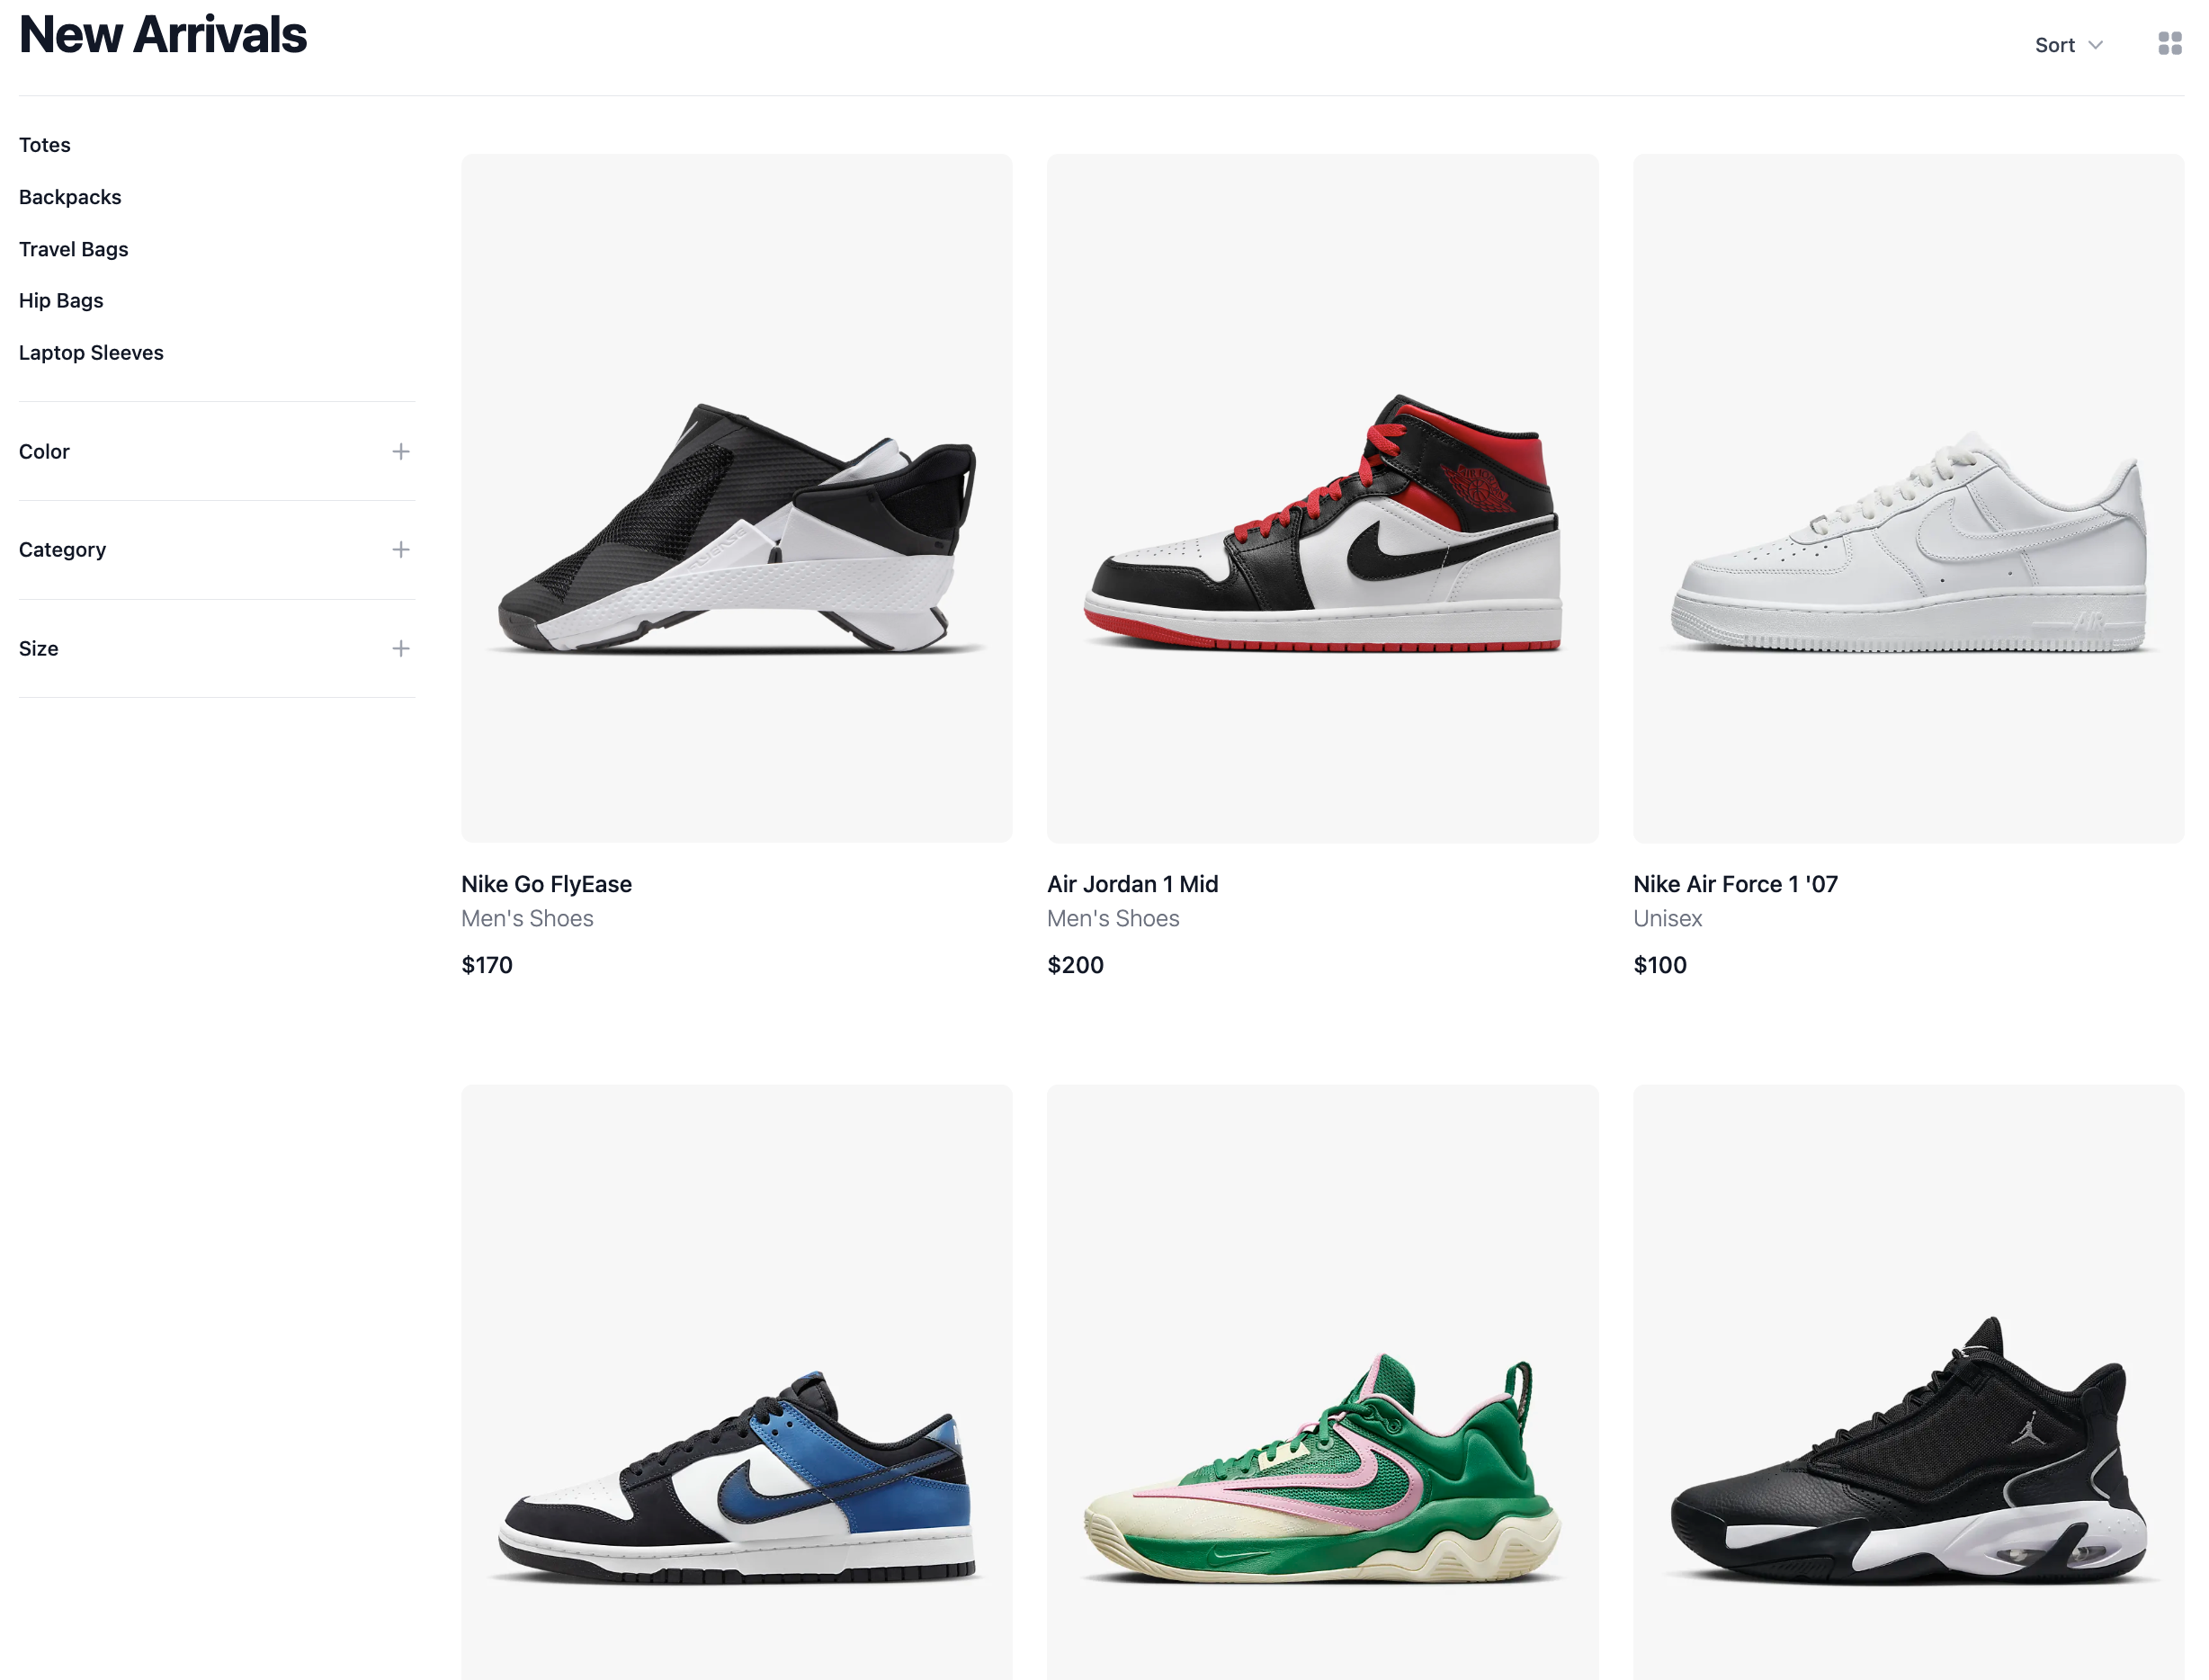 New Arrivals
Sort
Totes
Backpacks
Travel Bags
Hip Bags
Laptop Sleeves
Color
Category
Size
AIR
Nike Go FlyEase
Men's Shoes
$170
Air Jordan 1 Mid
Men's Shoes
$200
Nike Air Force 1 '07
Unisex
$100